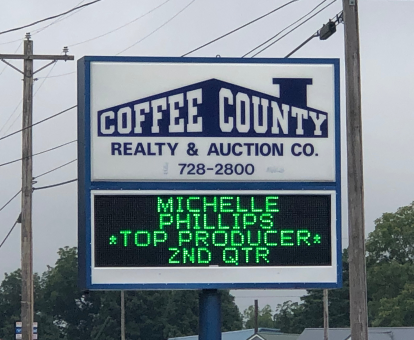 COFFEE COUNTY
REALTY & AUCTION CO.
728-2800
MICHELLE
PHILLIPS
*TOP PRODUCER*
2ND QTR